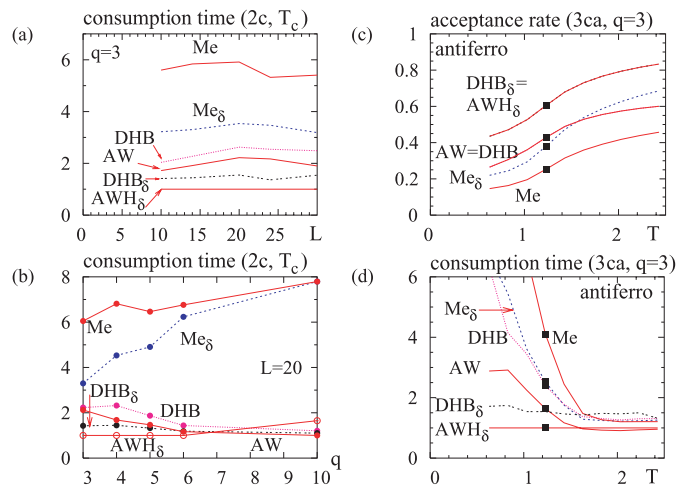 (a)
consumption time (2c, T_c)
q=3
Me
Me_δ
DHB
AW
DHB_δ
AWH_δ
0
2
4
6
0 5 10 15 20 25 L
(c)
acceptance rate (3ca, q=3)
antiferro
DHB_δ=
AWH_δ
AW=DHB
Me_δ
Me
0
0.2
0.4
0.6
0.8
1
0 1 2 T
(b)
consumption time (2c, T_c)
Me
Me_δ
L=20
DHB_δ
DHB
AWH_δ
AW
0
2
4
6
8
3 4 5 6 7 8 9 10
q
(d)
consumption time (3ca, q=3)
antiferro
Me_δ
Me
DHB
AW
DHB_δ
AWH_δ
0
2
4
6
0 1 2 T